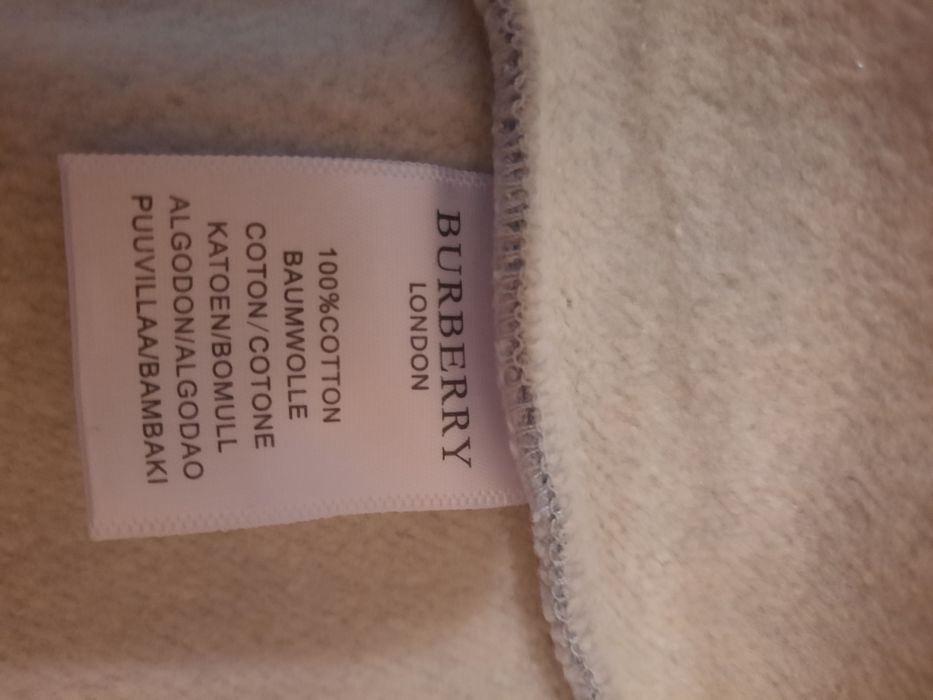 BURBERRY
LONDON
100%COTTON
BAUMWOLLE
COTON/COTONE
KATOEN/BOMULL
ALGODON/ALGODAO
PUUVILLAA/BAMBAKI